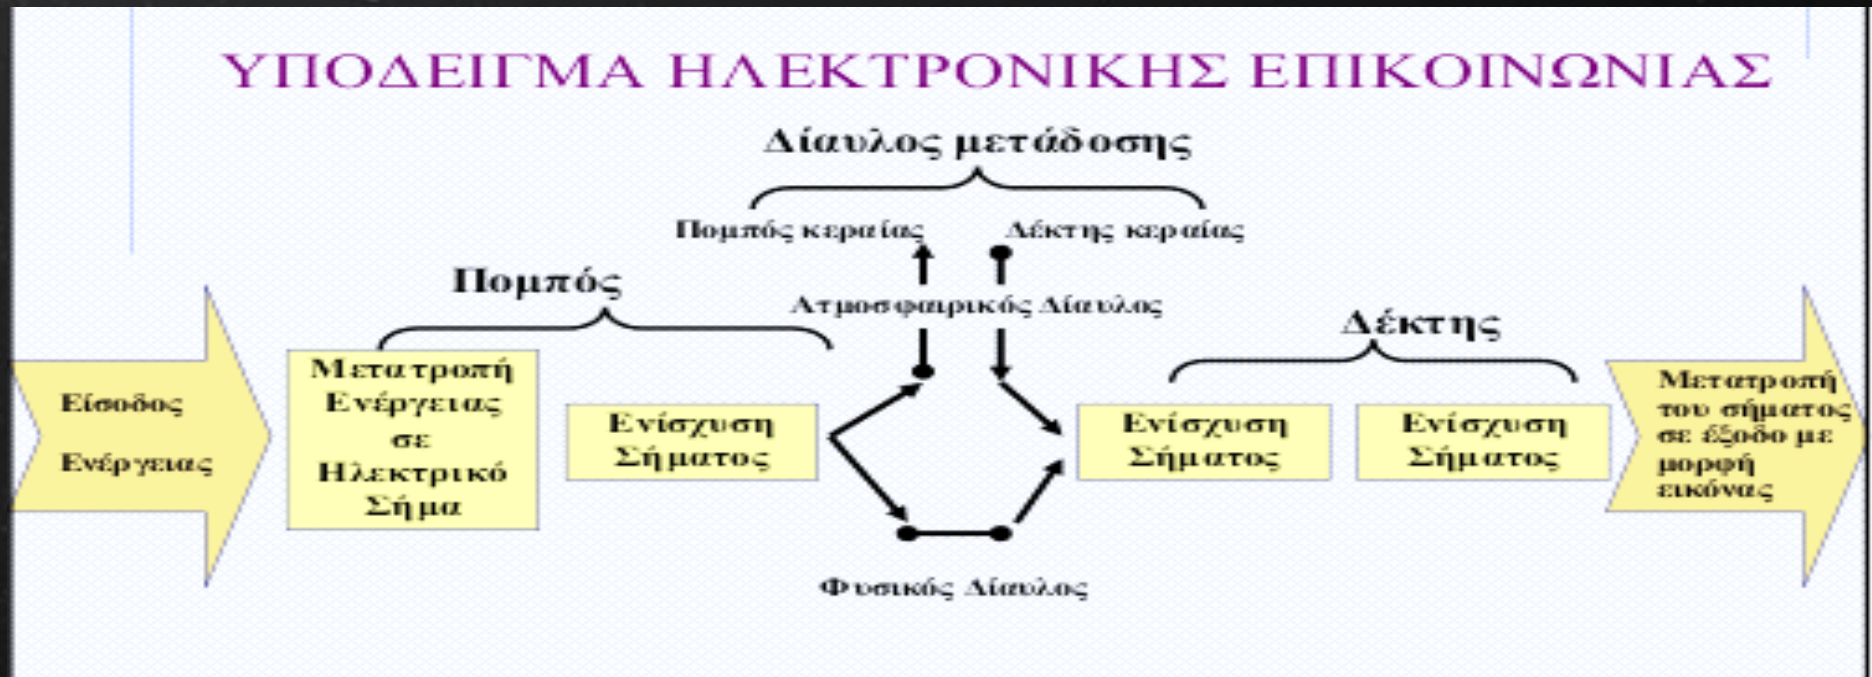 ΥΠΟΔΕΙΓΜΑ ΗΛΕΚΤΡΟΝΙΚΗΣ ΕΠΙΚΟΙΝΩΝΙΑΣ
Δίαυλος μετάδοσης
Πομπός κεραίας
Δέκτης κεραίας
Πομπός
Ατμοσφαιρικός Δίαυλος
Δέκτης
Είσοδος
Ενέργειας
Μετατροπή
Ενέργειας
σε
Ηλεκτρικό
Σήμα
Ενίσχυση
Σήματος
Ενίσχυση
Σήματος
Ενίσχυση
Σήματος
Μετατροπή
του σήματος
σε έξοδο με
μορφή
εικόνας
Φυσικός Δίαυλος